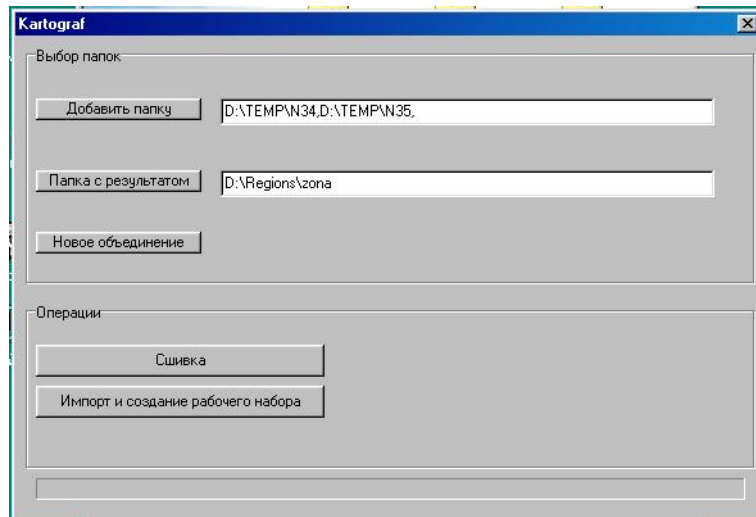 Kartograf
Выбор папок
Добавить папку
D:\TEMP\N34,D:\TEMP\N35,
Папка с результатом
D:\Regions\zona
Новое объединение
Операции
Сшивка
Импорт и создание рабочего набора